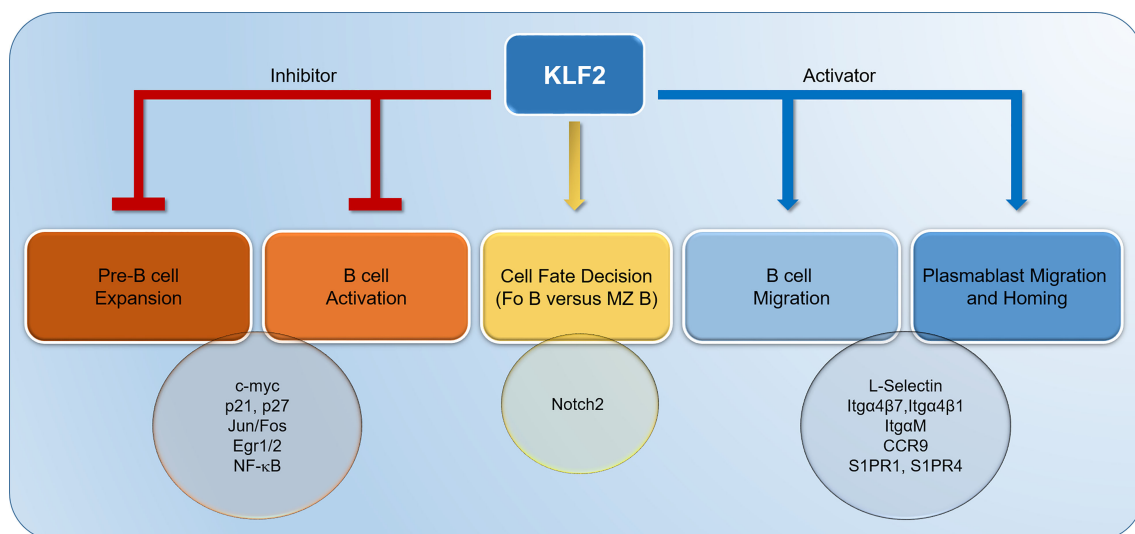 KLF2
Inhibitor
Activator
Pre-B cell
Expansion
B cell
Activation
Cell Fate Decision
(Fo B versus MZ B)
B cell
Migration
Plasmablast Migration
and Homing
c-myc
p21, p27
Jun/Fos
Egr1/2
NF-κB
Notch2
L-Selectin
Itgα4β7,Itgα4β1
ItgαM
CCR9
S1PR1, S1PR4